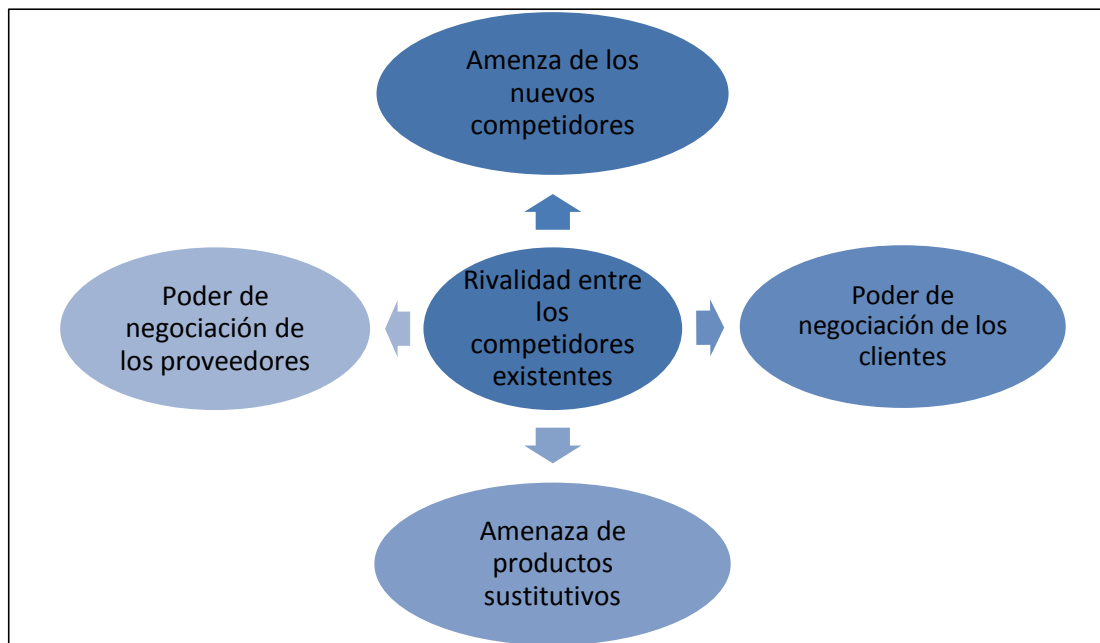 Amenza de los
nuevos
competidores
Poder de
negociación de
los proveedores
Rivalidad entre
los
competidores
existentes
Poder de
negociación de los
clientes
Amenaza de
productos
sustitutivos